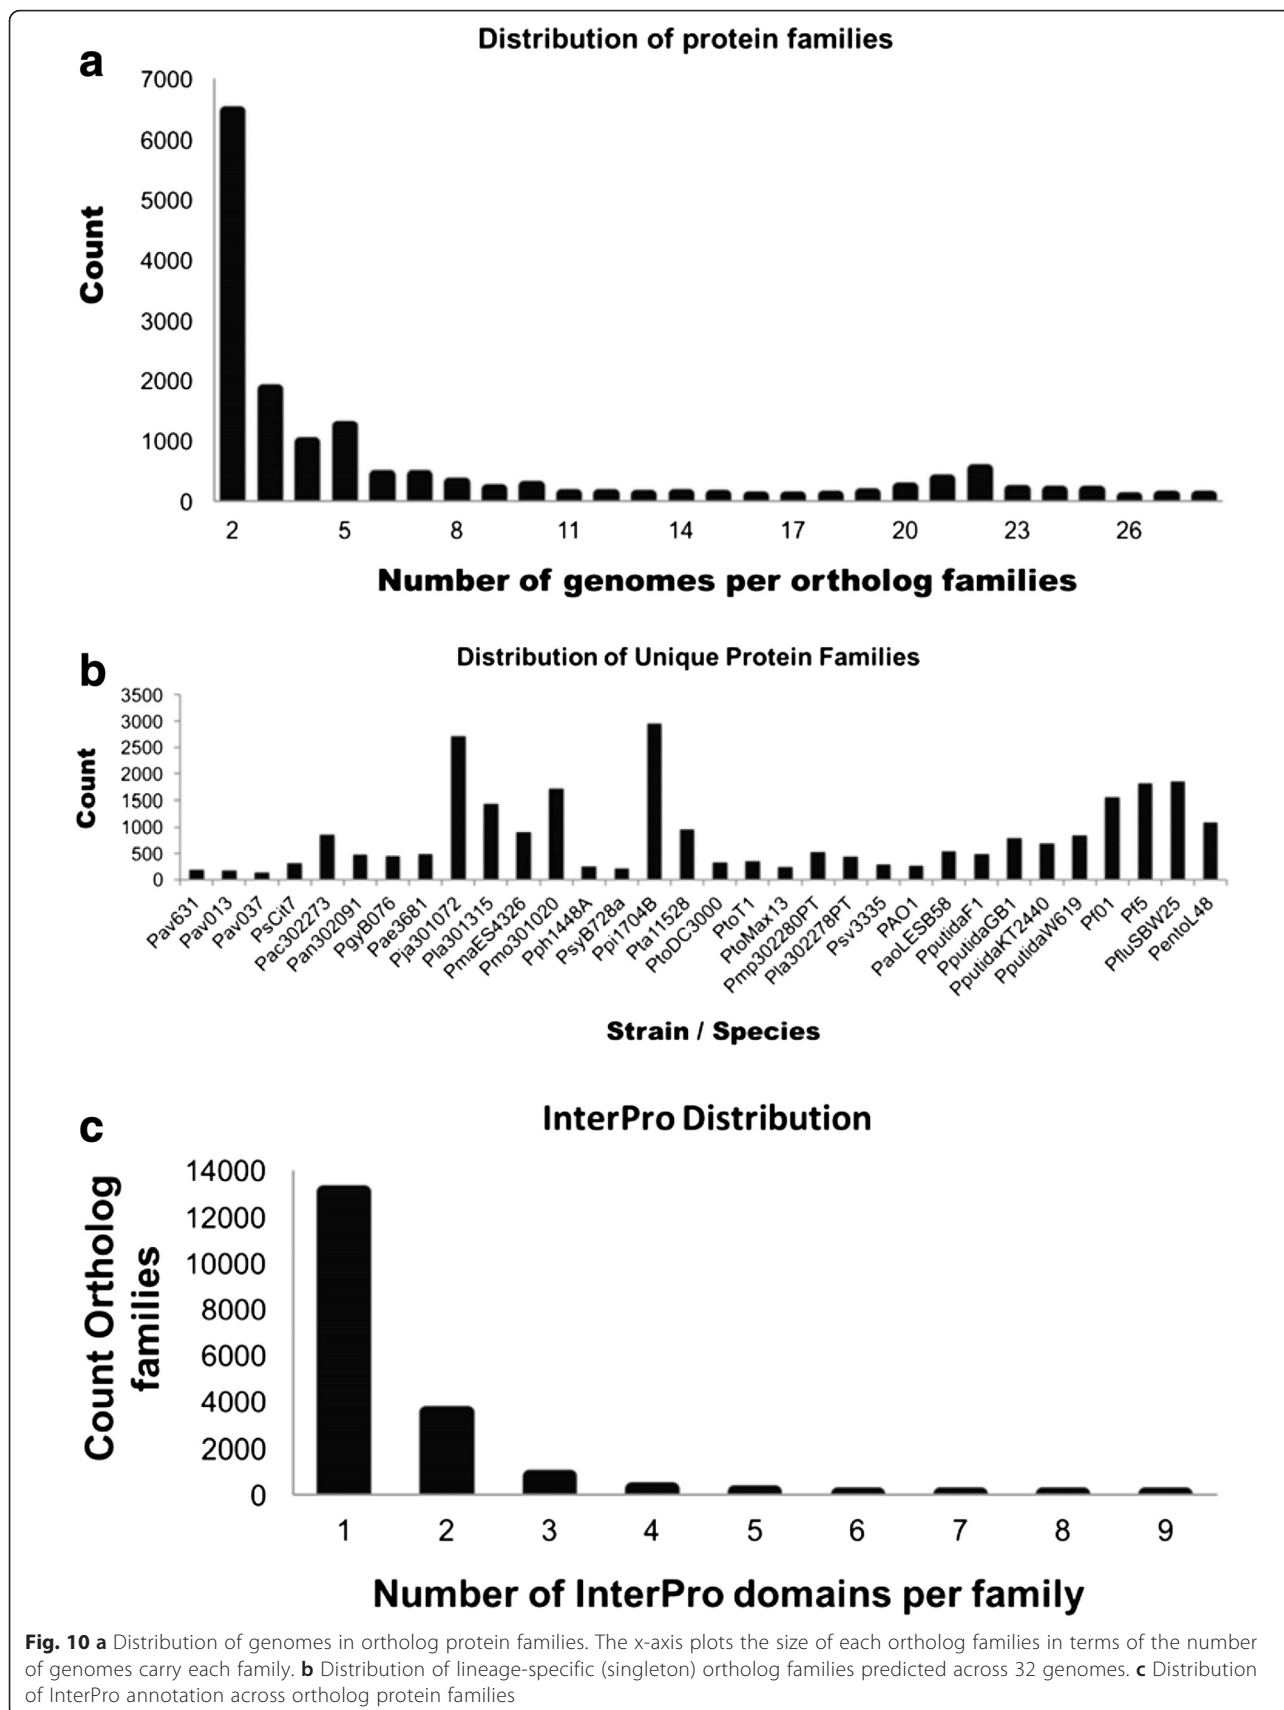 a
Distribution of protein families
7000
6000
5000
4000
3000
2000
1000
0
Count
2 5 8 11 14 17 20 23 26
Number of genomes per ortholog families
b
Distribution of Unique Protein Families
3500
3000
2500
2000
1500
1000
500
0
Count
Pav631
Pav013
Pav037
PsCit7
Pac302273
Pan302091
PgyB076
Pae3681
Pja301072
Pla301315
PmaES4326
Pmo301020
Pph1448A
PsyB728a
Ppi1704B
Pta11528
PtoDC3000
PtoT1
PtoMax13
Pmp302280PT
Pla302278PT
Psv3335
PAO1
PaoLESB58
PputidaF1
PputidaGB1
PputidaKT2440
PputidaW619
Pf01
Pf5
PfluSBW25
PentoL48
Strain / Species
c
InterPro Distribution
14000
12000
10000
8000
6000
4000
2000
0
Count Ortholog
families
1 2 3 4 5 6 7 8 9
Number of InterPro domains per family
Fig. 10 a Distribution of genomes in ortholog protein families. The x-axis plots the size of each ortholog families in terms of the number
of genomes carry each family. b Distribution of lineage-specific (singleton) ortholog families predicted across 32 genomes. c Distribution
of InterPro annotation across ortholog protein families